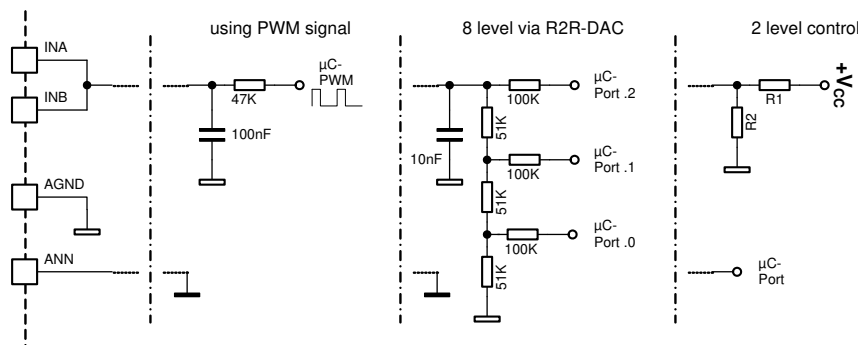 using PWM signal
8 level via R2R-DAC
2 level control
INA
INB
AGND
ANN
µC-
PWM
47K
100nF
10nF
100K
51K
µC-
Port .2
100K
51K
µC-
Port .1
100K
51K
µC-
Port .0
R1
R2
+VCC
µC-
Port